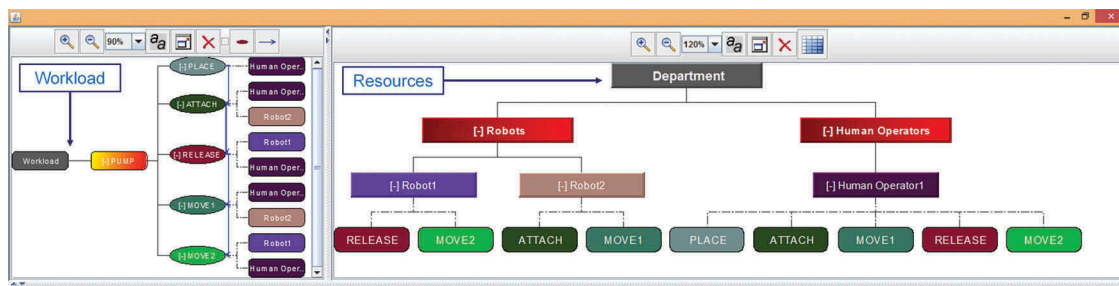 90%
aa
120%
aa
Workload
[-] PLACE
Human Oper..
[-] ATTACH
Human Oper..
Robot2
Workload
[-] PUMP
[-] RELEASE
Robot1
Human Oper..
[-] MOVE1
Human Oper..
Robot2
[-] MOVE2
Robot1
Human Oper..
Resources
Department
[-] Robots
[-] Human Operators
[-] Robot1
[-] Robot2
[-] Human Operator1
RELEASE
MOVE2
ATTACH
MOVE1
PLACE
ATTACH
MOVE1
RELEASE
MOVE2